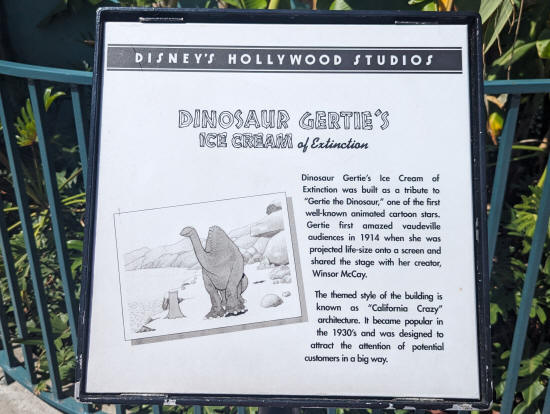 DISNEY'S HOLLYWOOD STUDIOS
DINOSAUR GERTIE'S
ICE CREAM of Extinction
Dinosaur Gertie's Ice Cream of
Extinction was built as a tribute to
"Gertie the Dinosaur," one of the first
well-known animated cartoon stars.
Gertie first amazed vaudeville
audiences in 1914 when she was
projected life-size onto a screen and
shared the stage with her creator,
Winsor McCay.
The themed style of the building is
known as "California Crazy"
architecture. It became popular in
the 1930's and was designed to
attract the attention of potential
customers in a big way.